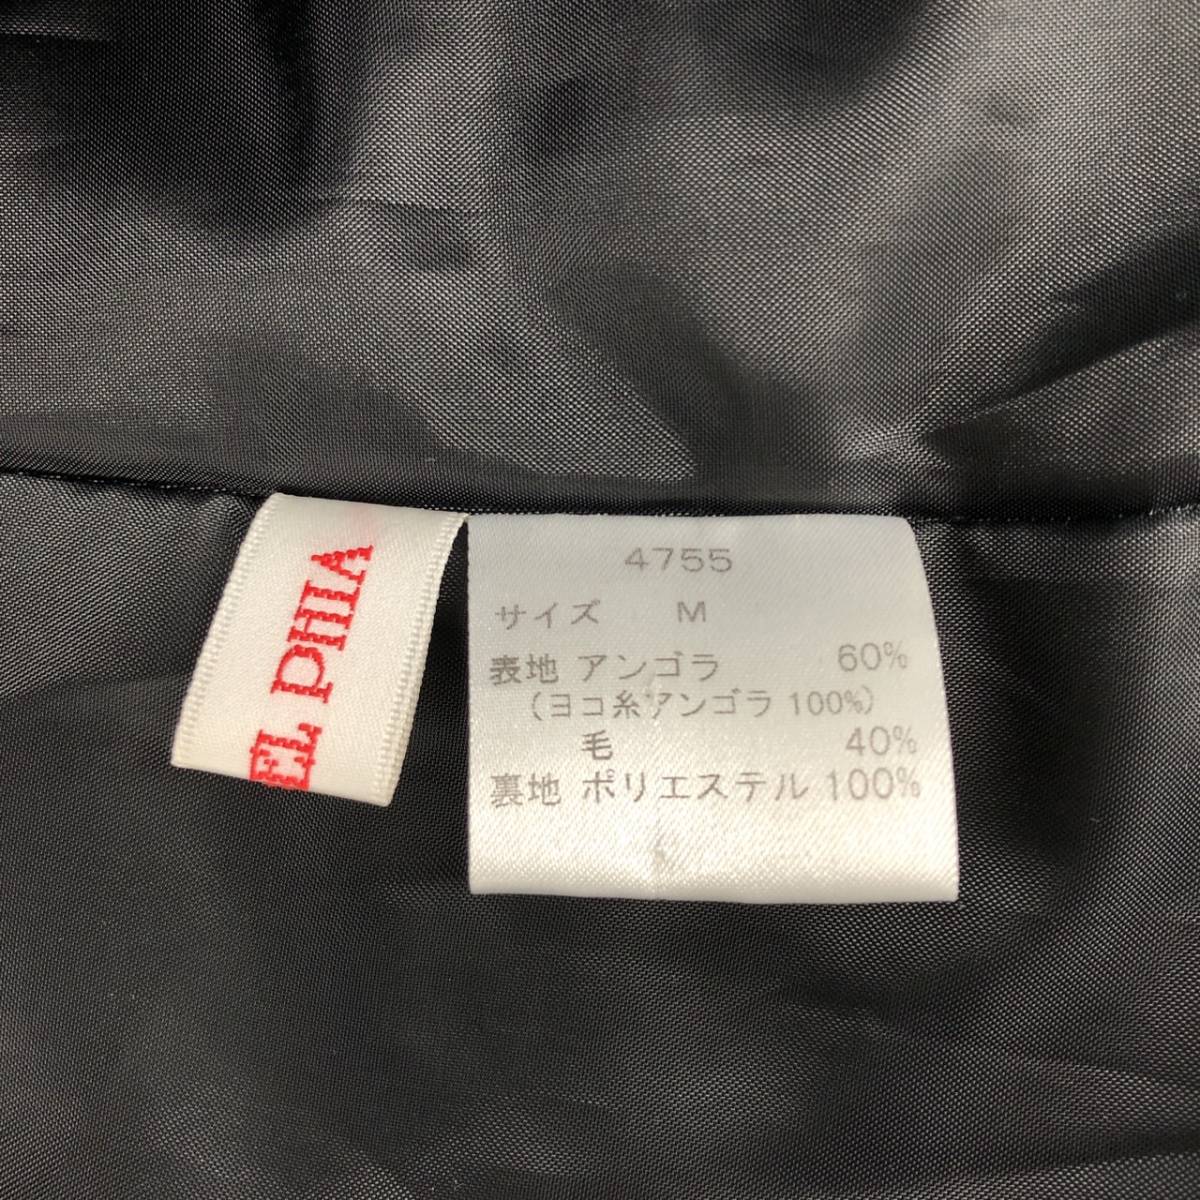 EL PHIA
4755
サイズ M
表地 アンゴラ 60%
(ヨコ糸アンゴラ 100%)
毛 40%
裏地 ポリエステル 100%